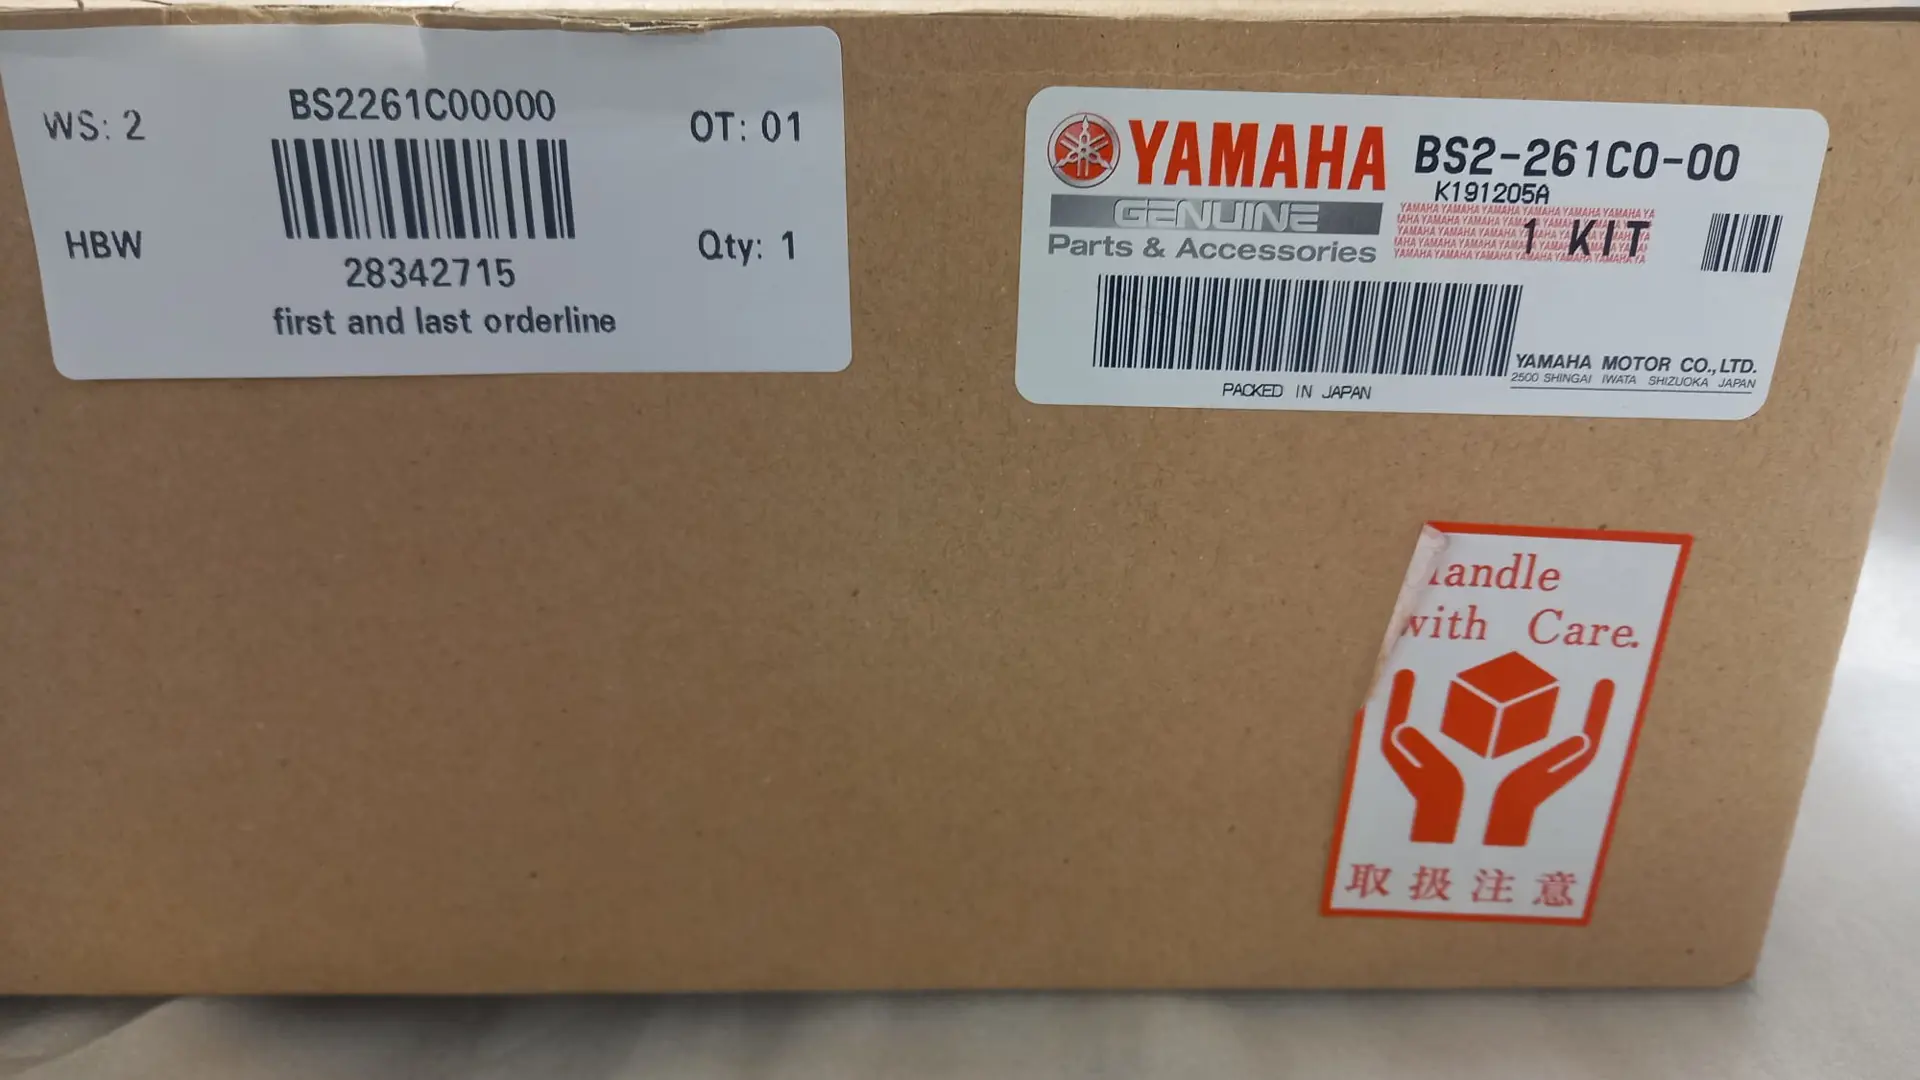 WS: 2
BS2261C00000
OT: 01
HBW
28342715
Qty: 1
first and last orderline
YAMAHA
GENUINE
Parts & Accessories
BS2-261C0-00
K191205A
1 KIT
YAMAHA MOTOR CO., LTD.
2500 SHINGAI IWATA SHIZUOKA JAPAN
PACKED IN JAPAN
andle
with Care.
取扱注意